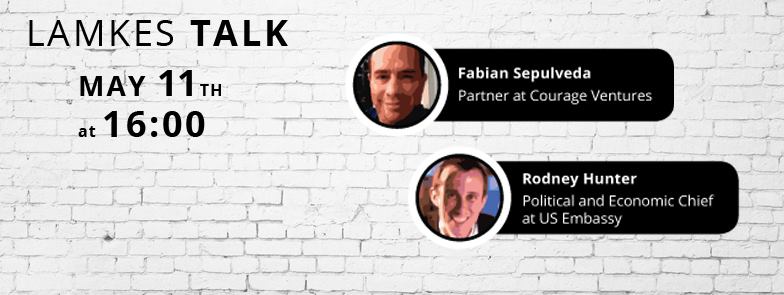 LAMKES TALK
MAY 11TH
at 16:00
Fabian Sepulveda
Partner at Courage Ventures
Rodney Hunter
Political and Economic Chief
at US Embassy